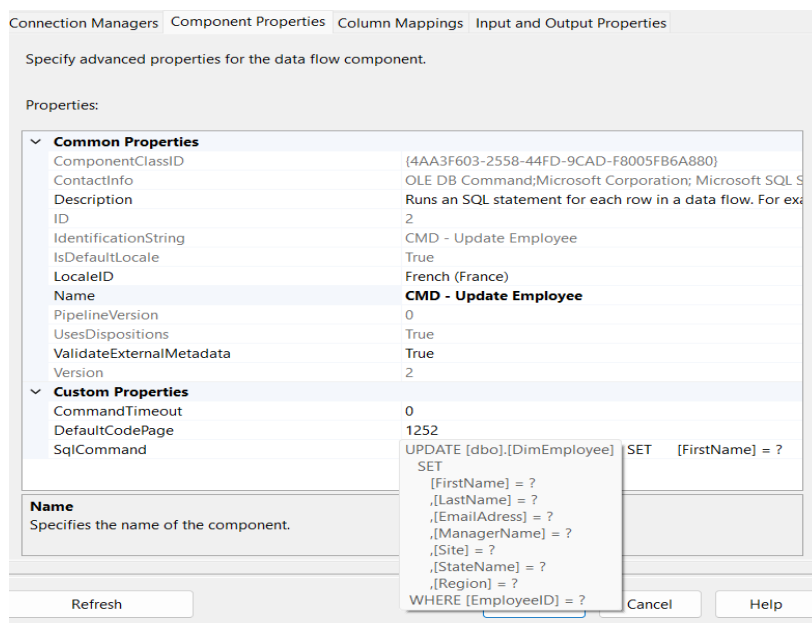 Connection Managers Component Properties Column Mappings Input and Output Properties
Specify advanced properties for the data flow component.
Properties:
Common Properties
ComponentClassID {4AA3F603-2558-44FD-9CAD-F8005FB6A880}
ContactInfo OLE DB Command;Microsoft Corporation; Microsoft SQL S
Description Runs an SQL statement for each row in a data flow. For exa
ID 2
IdentificationString CMD - Update Employee
IsDefaultLocale True
LocaleID French (France)
Name CMD - Update Employee
PipelineVersion 0
UsesDispositions True
ValidateExternalMetadata True
Version 2
Custom Properties
CommandTimeout 0
DefaultCodePage 1252
SqlCommand UPDATE [dbo].[DimEmployee] SET [FirstName] = ?
SET
[FirstName] = ?
,[LastName] = ?
,[EmailAdress] = ?
,[ManagerName] = ?
,[Site] = ?
,[StateName] = ?
,[Region] = ?
WHERE [EmployeeID] = ?
Name
Specifies the name of the component.
Refresh Cancel Help